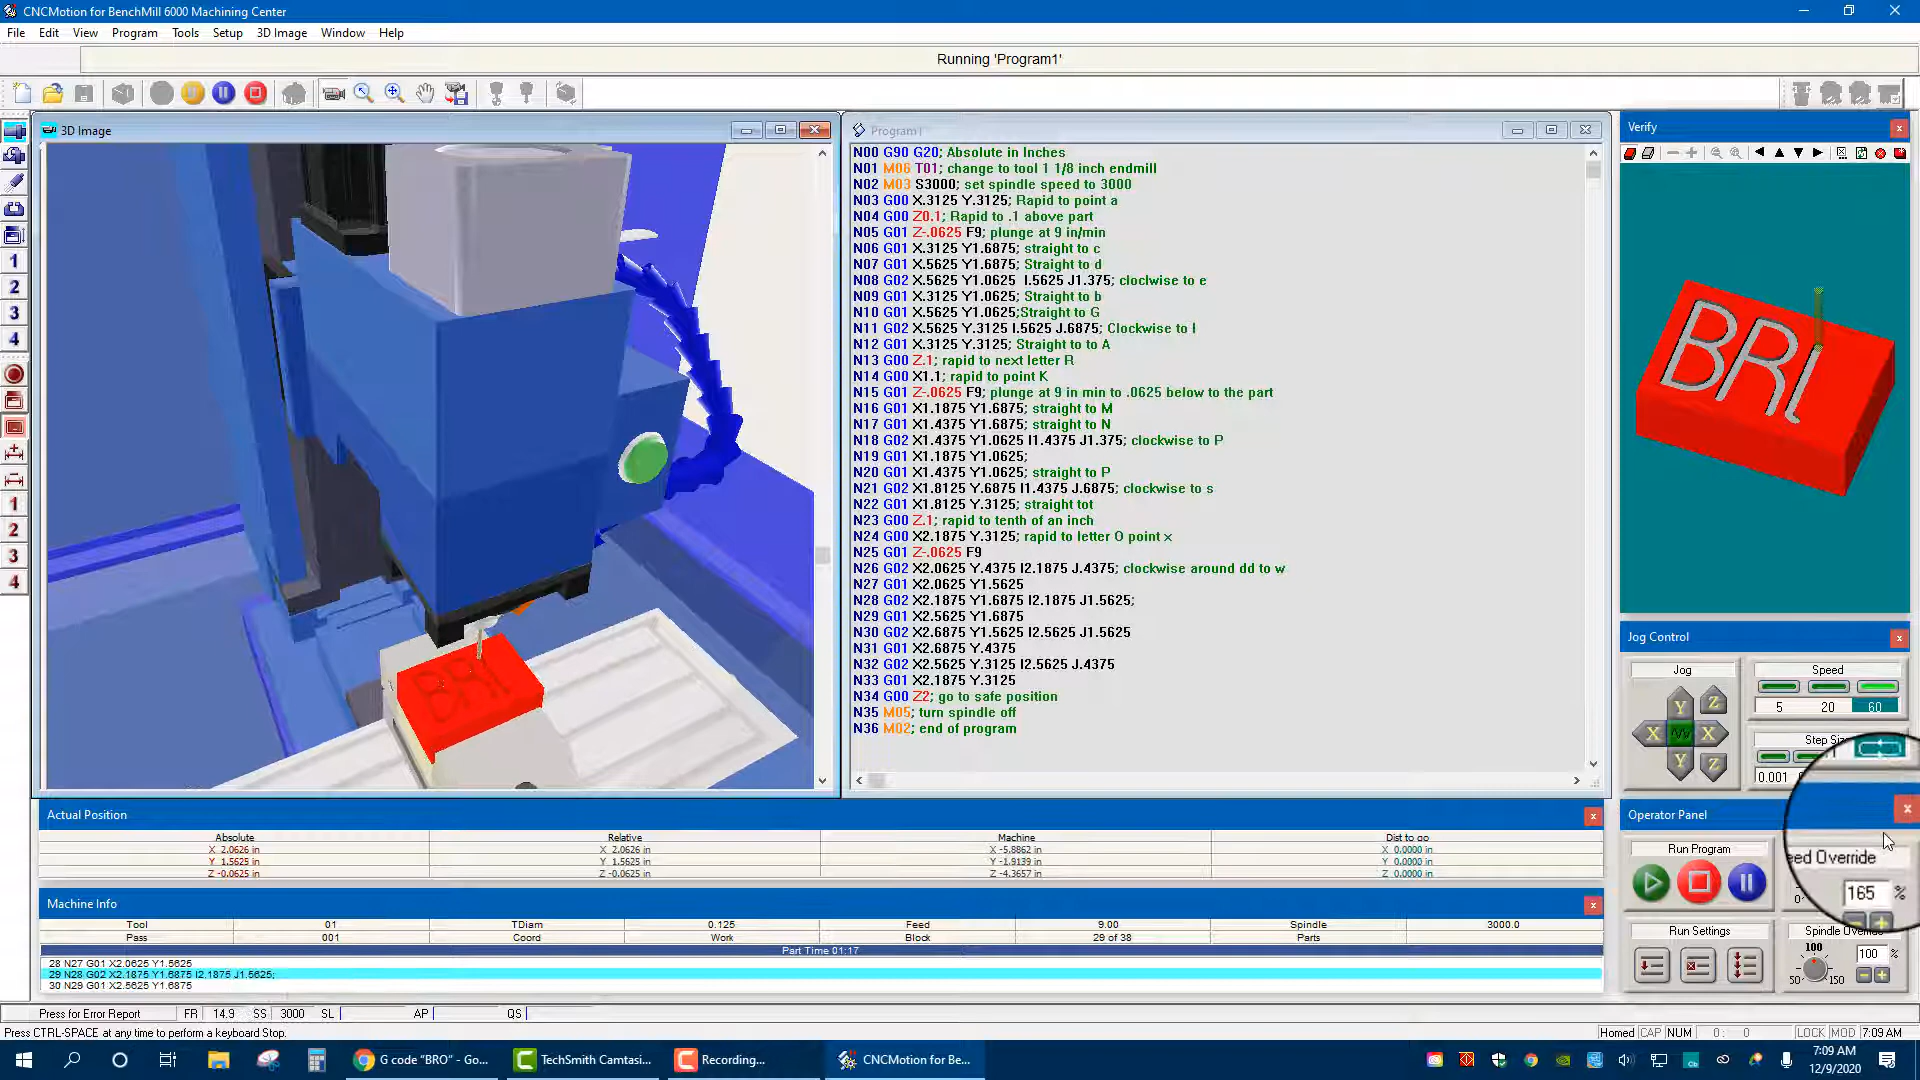 CNCMotion for BenchMill 6000 Machining Center
File Edit View Program Tools Setup 3D Image Window Help
Running 'Program1'
3D Image
Program1
Verify
N00 G90 G20; Absolute in Inches
N01 M06 T01; change to tool 1 1/8 inch endmill
N02 M03 S3000; set spindle speed to 3000
N03 G00 X.3125 Y.3125; Rapid to point a
N04 G00 Z0.1; Rapid to .1 above part
N05 G01 Z-.0625 F9; plunge at 9 in/min
N06 G01 X.3125 Y1.6875; straight to c
N07 G01 X.5625 Y1.6875; Straight to d
N08 G02 X.5625 Y1.0625 I.5625 J1.375; cloclwise to e
N09 G01 X.3125 Y1.0625; Straight to b
N10 G01 X.5625 Y1.0625;Straight to G
N11 G02 X.5625 Y.3125 I.5625 J.6875; Clockwise to I
N12 G01 X.3125 Y.3125; Straight to to A
N13 G00 Z.1; rapid to next letter R
N14 G00 X1.1; rapid to point K
N15 G01 Z-.0625 F9; plunge at 9 in min to .0625 below to the part
N16 G01 X1.1875 Y1.6875; straight to M
N17 G01 X1.4375 Y1.6875; straight to N
N18 G02 X1.4375 Y1.0625 I1.4375 J1.375; clockwise to P
N19 G01 X1.1875 Y1.0625;
N20 G01 X1.4375 Y1.0625; straight to P
N21 G02 X1.8125 Y.6875 I1.4375 J.6875; clockwise to s
N22 G01 X1.8125 Y.3125; straight tot
N23 G00 Z.1; rapid to tenth of an inch
N24 G00 X2.1875 Y.3125; rapid to letter O point x
N25 G01 Z-.0625 F9
N26 G02 X2.0625 Y.4375 I2.1875 J.4375; clockwise around dd to w
N27 G01 X2.0625 Y1.5625
N28 G02 X2.1875 Y1.6875 I2.1875 J1.5625;
N29 G01 X2.5625 Y1.6875
N30 G02 X2.6875 Y1.5625 I2.5625 J1.5625
N31 G01 X2.6875 Y.4375
N32 G02 X2.5625 Y.3125 I2.5625 J.4375
N33 G01 X2.1875 Y.3125
N34 G00 Z2; go to safe position
N35 M05; turn spindle off
N36 M02; end of program
1
2
3
4
1
2
3
4
BRI
Jog Control
Jog Speed
5 20 60
X Y Z X Y Z
0.001
Actual Position
Absolute Relative Machine Dist to go
X 2.0626 in X 2.0626 in X -5.8862 in X 0.0000 in
Y 1.5625 in Y 1.5625 in Y -1.9139 in Y 0.0000 in
Z -0.0625 in Z -0.0625 in Z -4.3657 in Z 0.0000 in
Operator Panel
Run Program
eed Override
165 %
Run Settings
100
50 150
100 %
Machine Info
Tool 01 TDiam 0.125 Feed 9.00 Spindle 3000.0
Pass 001 Coord Work Block 29 of 38 Parts
Part Time 01:17
28 N27 G01 X2.0625 Y1.5625
29 N28 G02 X2.1875 Y1.6875 I2.1875 J1.5625;
30 N29 G01 X2.5625 Y1.6875
Press for Error Report FR 14.9 SS 3000 SL AP QS
Press CTRL-SPACE at any time to perform a keyboard Stop.
Homed CAP NUM 0 : 0 LOCK MOD 7:09 AM
G code "BRO" - Go...
TechSmith Camtasi...
Recording...
CNCMotion for Be...
7:09 AM
12/9/2020